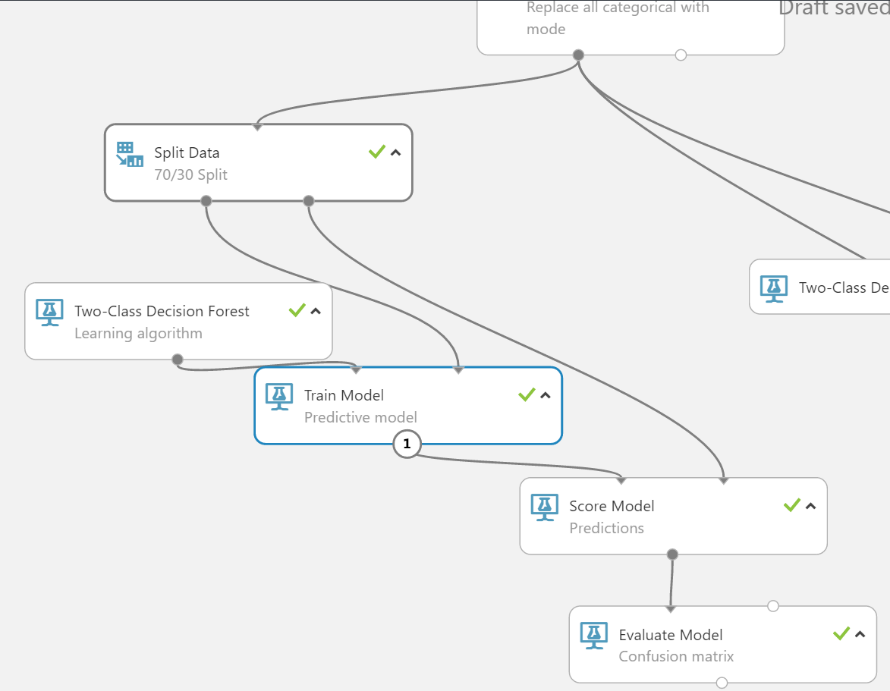 Replace all categorical with
mode
Draft saved
Split Data
70/30 Split
Two-Class Decision Forest
Learning algorithm
Two-Class De
Train Model
Predictive model
1
Score Model
Predictions
Evaluate Model
Confusion matrix